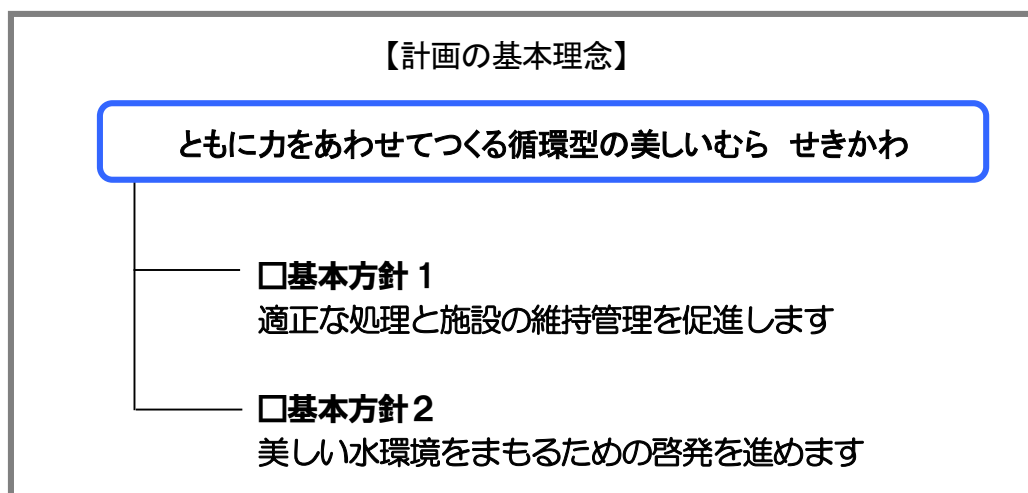 【計画の基本理念】
ともに力をあわせてつくる循環型の美しいむら　せきかわ
□基本方針１
適正な処理と施設の維持管理を促進します
□基本方針２
美しい水環境をまもるための啓発を進めます